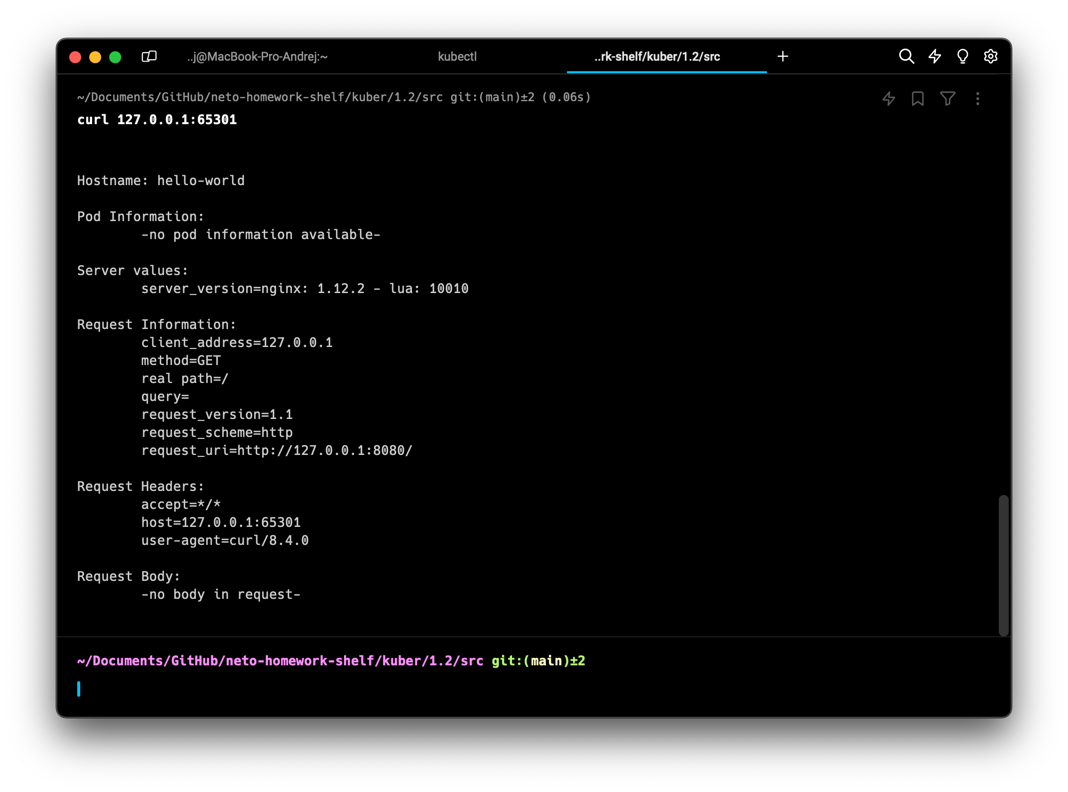 ..j@MacBook-Pro-Andrej:~ kubectl ..rk-shelf/kuber/1.2/src +
~/Documents/GitHub/neto-homework-shelf/kuber/1.2/src git:(main)±2 (0.06s)
curl 127.0.0.1:65301
Hostname: hello-world
Pod Information:
-no pod information available-
Server values:
server_version=nginx: 1.12.2 - lua: 10010
Request Information:
client_address=127.0.0.1
method=GET
real path=/
query=
request_version=1.1
request_scheme=http
request_uri=http://127.0.0.1:8080/
Request Headers:
accept=*/*
host=127.0.0.1:65301
user-agent=curl/8.4.0
Request Body:
-no body in request-
~/Documents/GitHub/neto-homework-shelf/kuber/1.2/src git:(main)±2